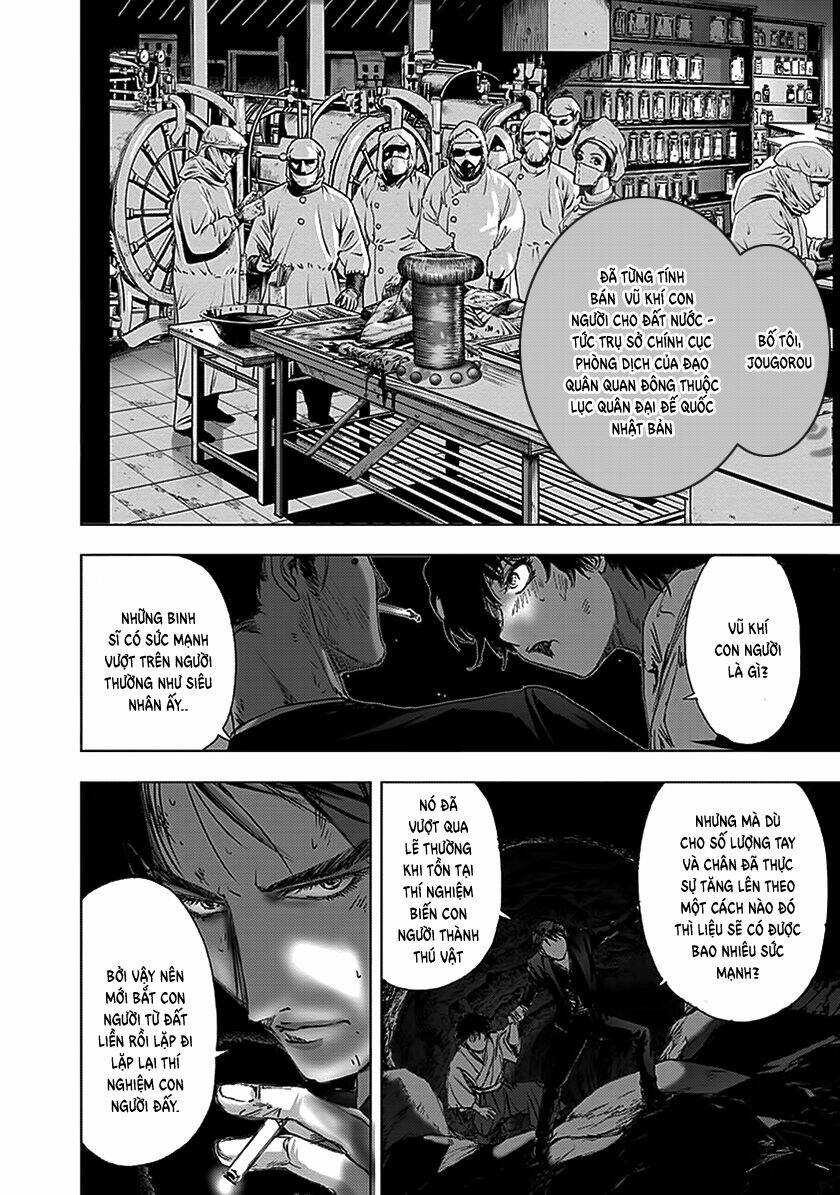 BỐ TÔI,
JOUGOROU
ĐÃ TỪNG TÍNH
BÁN VŨ KHÍ CON
NGƯỜI CHO ĐẤT NƯỚC -
TỨC TRỤ SỞ CHÍNH CỤC
PHÒNG DỊCH CỦA ĐẠO
QUÂN QUAN ĐÔNG THUỘC
LỤC QUÂN ĐẠI ĐẾ QUỐC
NHẬT BẢN
VŨ KHÍ
CON NGƯỜI
LÀ GÌ?
NHỮNG BINH
SĨ CÓ SỨC MẠNH
VƯỢT TRÊN NGƯỜI
THƯỜNG NHƯ SIÊU
NHÂN ẤY..
NHƯNG MÀ DÙ
CHO SỐ LƯỢNG TAY
VÀ CHÂN ĐÃ THỰC
SỰ TĂNG LÊN THEO
MỘT CÁCH NÀO ĐÓ
THÌ LIỆU SẼ CÓ ĐƯỢC
BAO NHIÊU SỨC
MẠNH?
NÓ ĐÃ
VƯỢT QUA
LẼ THƯỜNG
KHI TỒN TẠI
THÍ NGHIỆM
BIẾN CON
NGƯỜI THÀNH
THÚ VẬT
BỞI VẬY NÊN
MỚI BẮT CON
NGƯỜI TỪ ĐẤT
LIỀN RỒI LẶP ĐI
LẶP LẠI THÍ
NGHIỆM CON
NGƯỜI ĐẤY.